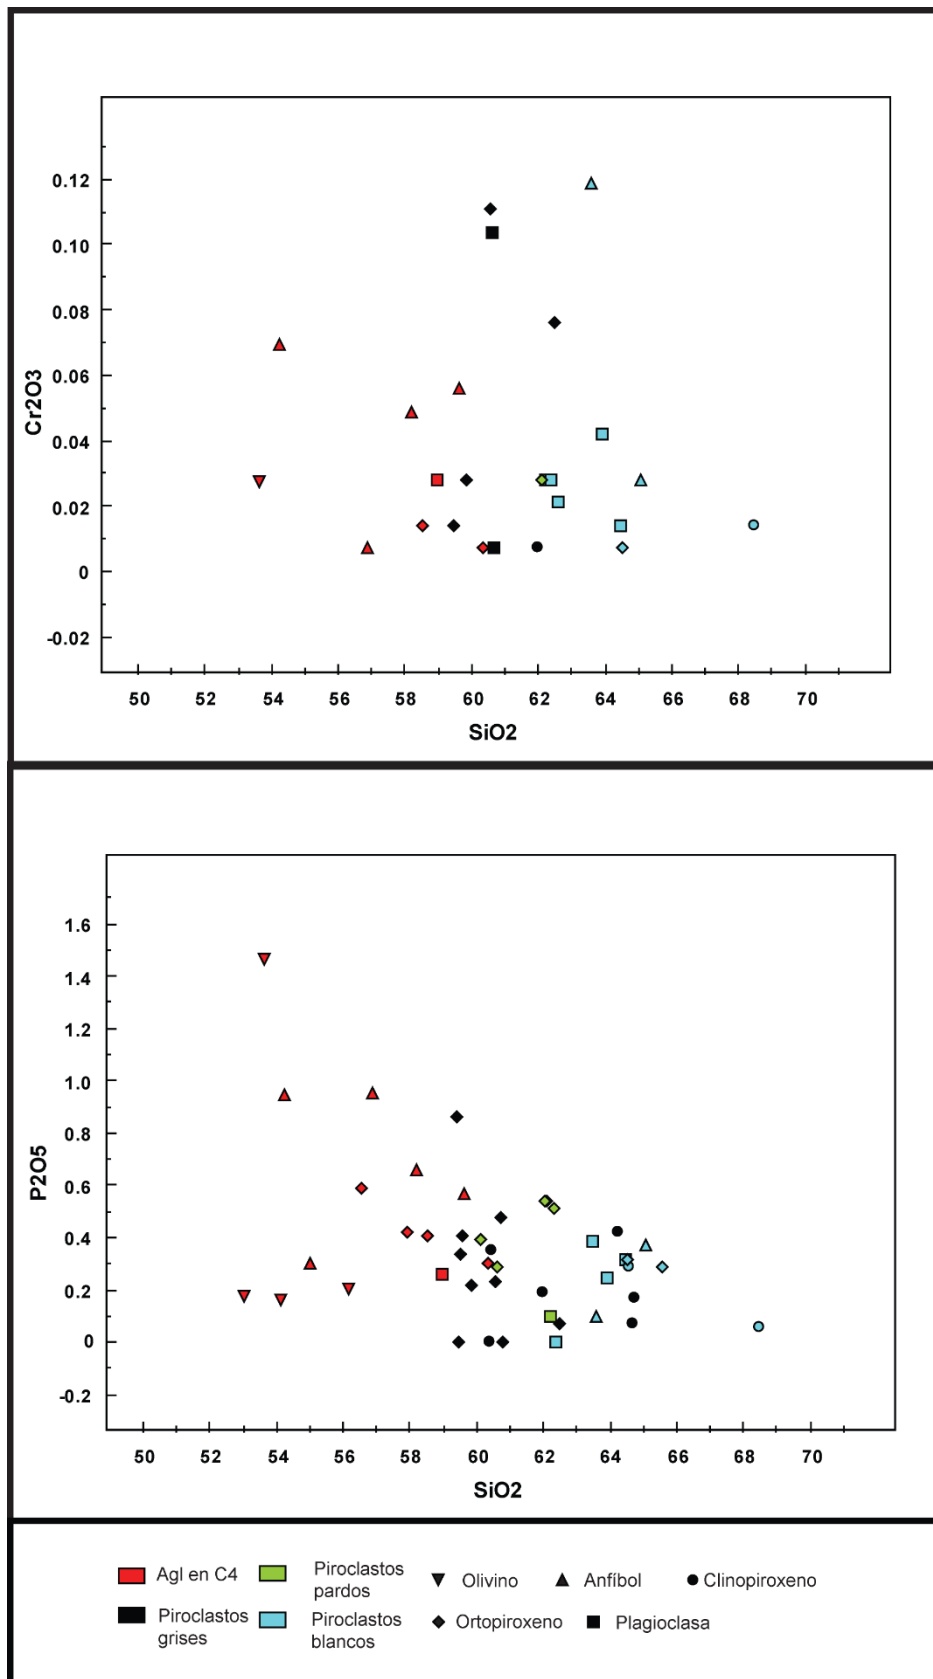 0.12
0.10
0.08
0.06
0.04
0.02
0
-0.02
Cr2O3
50 52 54 56 58 60 62 64 66 68 70
SiO2
1.6
1.4
1.2
1.0
0.8
0.6
0.4
0.2
0
-0.2
P2O5
50 52 54 56 58 60 62 64 66 68 70
SiO2
Agl en C4
Piroclastos
pardos
Olivino
Anfíbol
Clinopiroxeno
Piroclastos
grises
Piroclastos
blancos
Ortopiroxeno
Plagioclasa